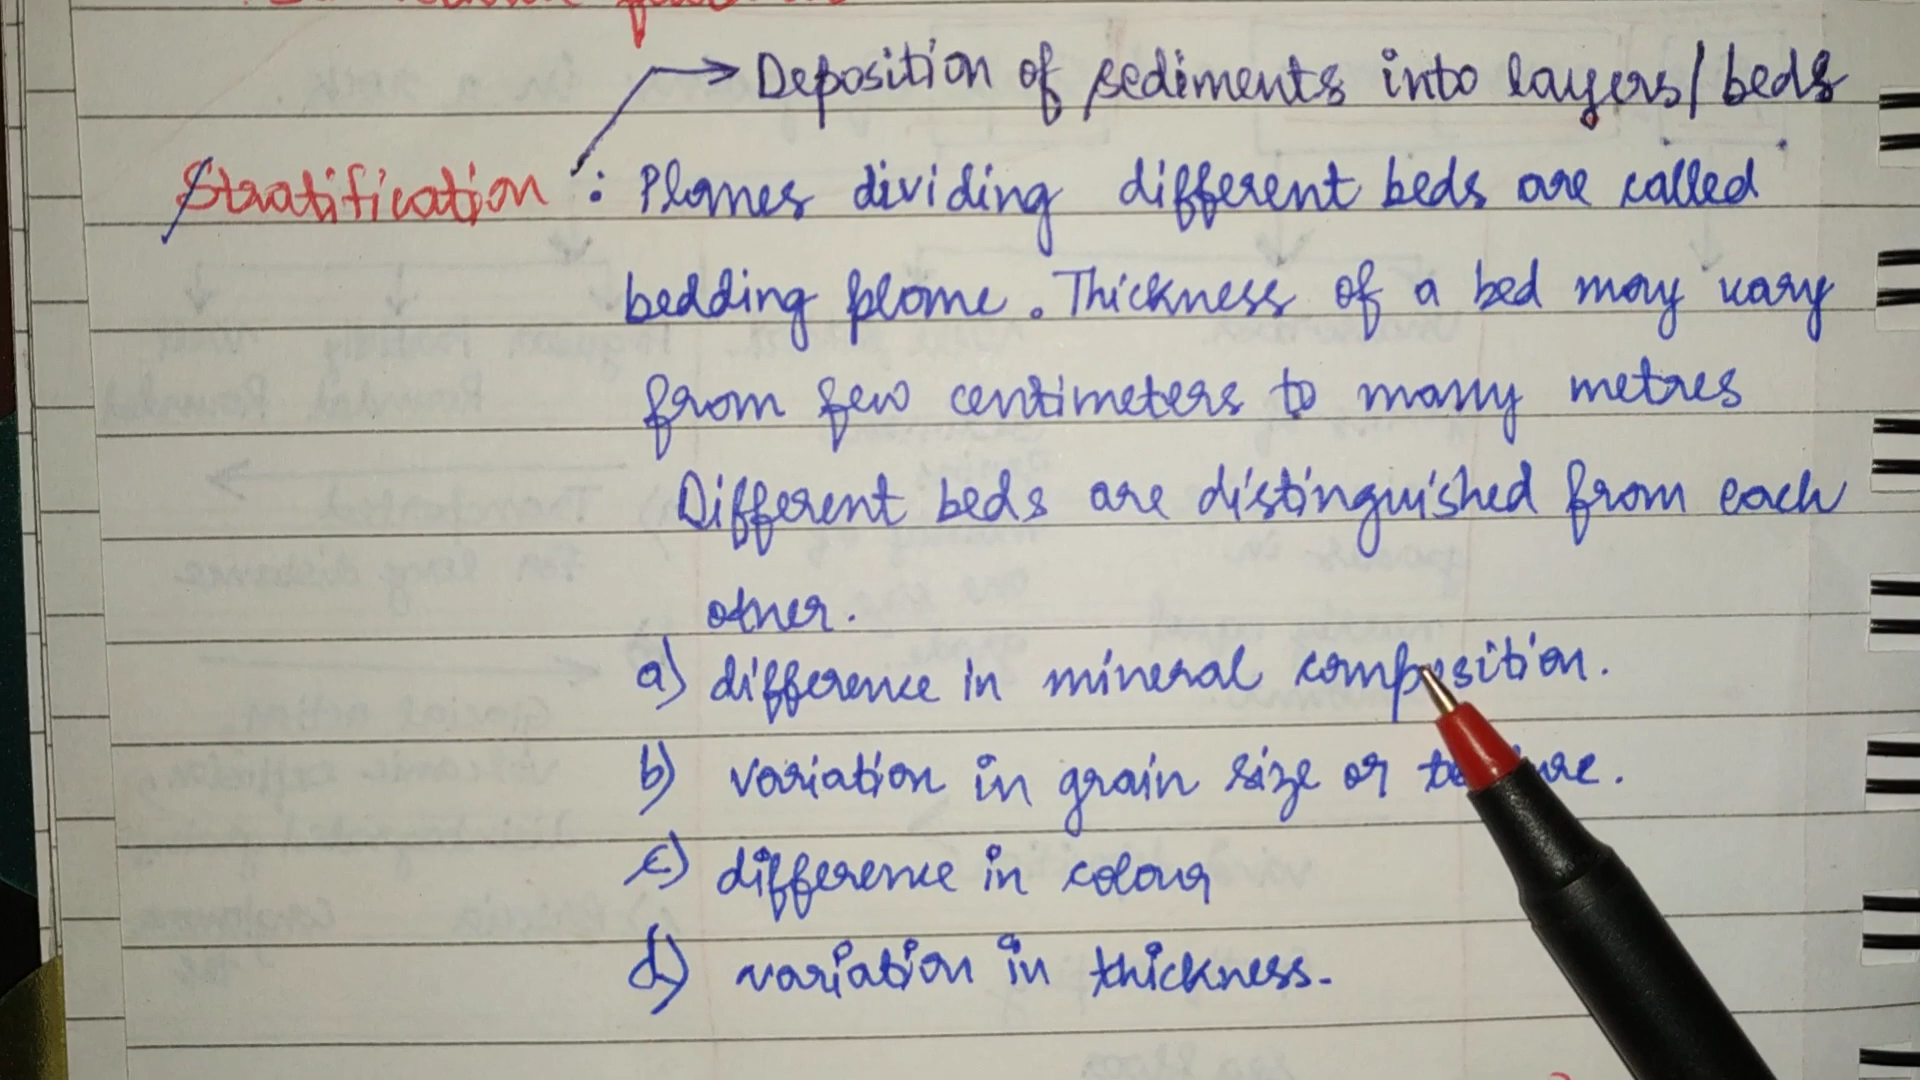 Deposition of sediments into layers/beds
Stratification : Planes dividing different beds are called
bedding plane. Thickness of a bed may vary
from few centimeters to many metres
Different beds are distinguished from each
other.
a) difference in mineral composition.
b) variation in grain size or
c) difference in colour
d) variation in thickness.